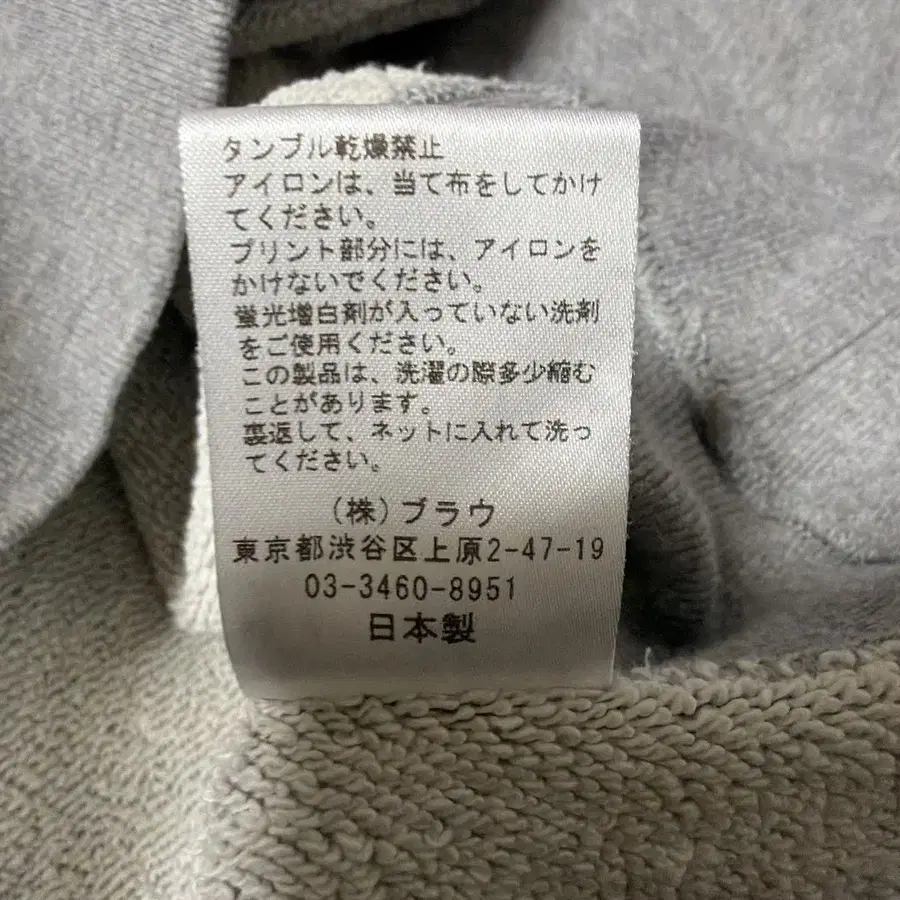 タンブル乾燥禁止
アイロンは、当て布をしてかけ
てください。
プリント部分には、アイロンを
かけないでください。
蛍光増白剤が入っていない洗剤
をご使用ください。
この製品は、洗濯の際多少縮む
ことがあります。
裏返して、ネットに入れて洗っ
てください。
(株)ブラウ
東京都渋谷区上原2-47-19
03-3460-8951
日本製